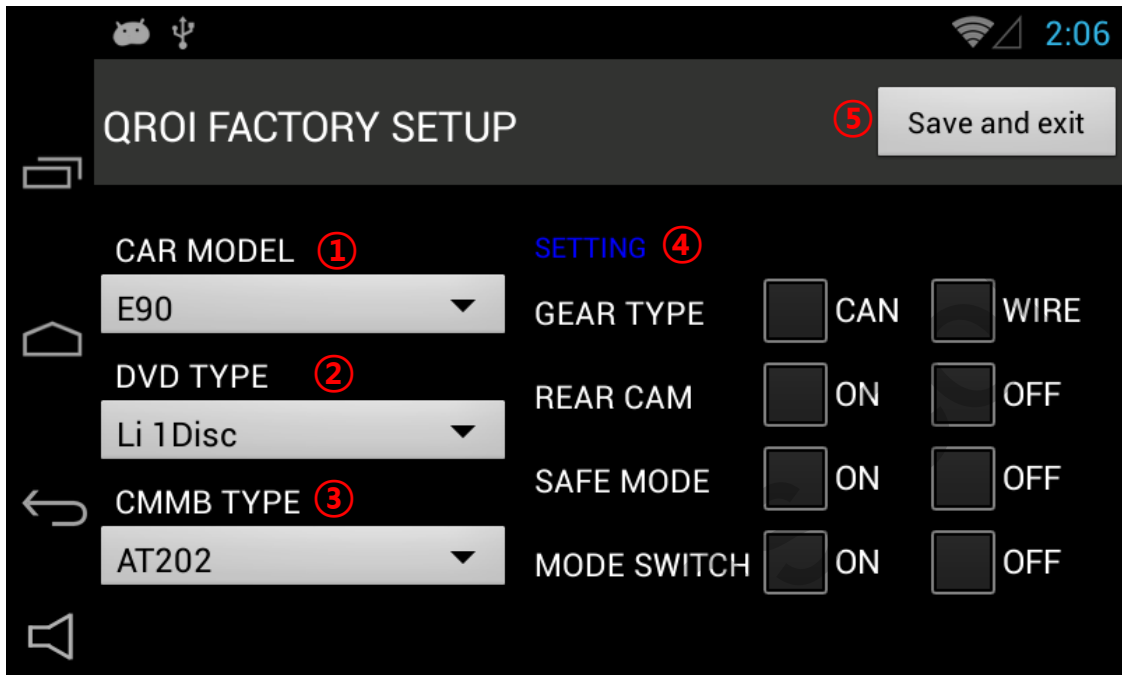 2:06
QROI FACTORY SETUP
⑤ Save and exit
CAR MODEL ①
E90
DVD TYPE ②
Li 1Disc
CMMB TYPE ③
AT202
SETTING ④
GEAR TYPE CAN WIRE
REAR CAM ON OFF
SAFE MODE ON OFF
MODE SWITCH ON OFF